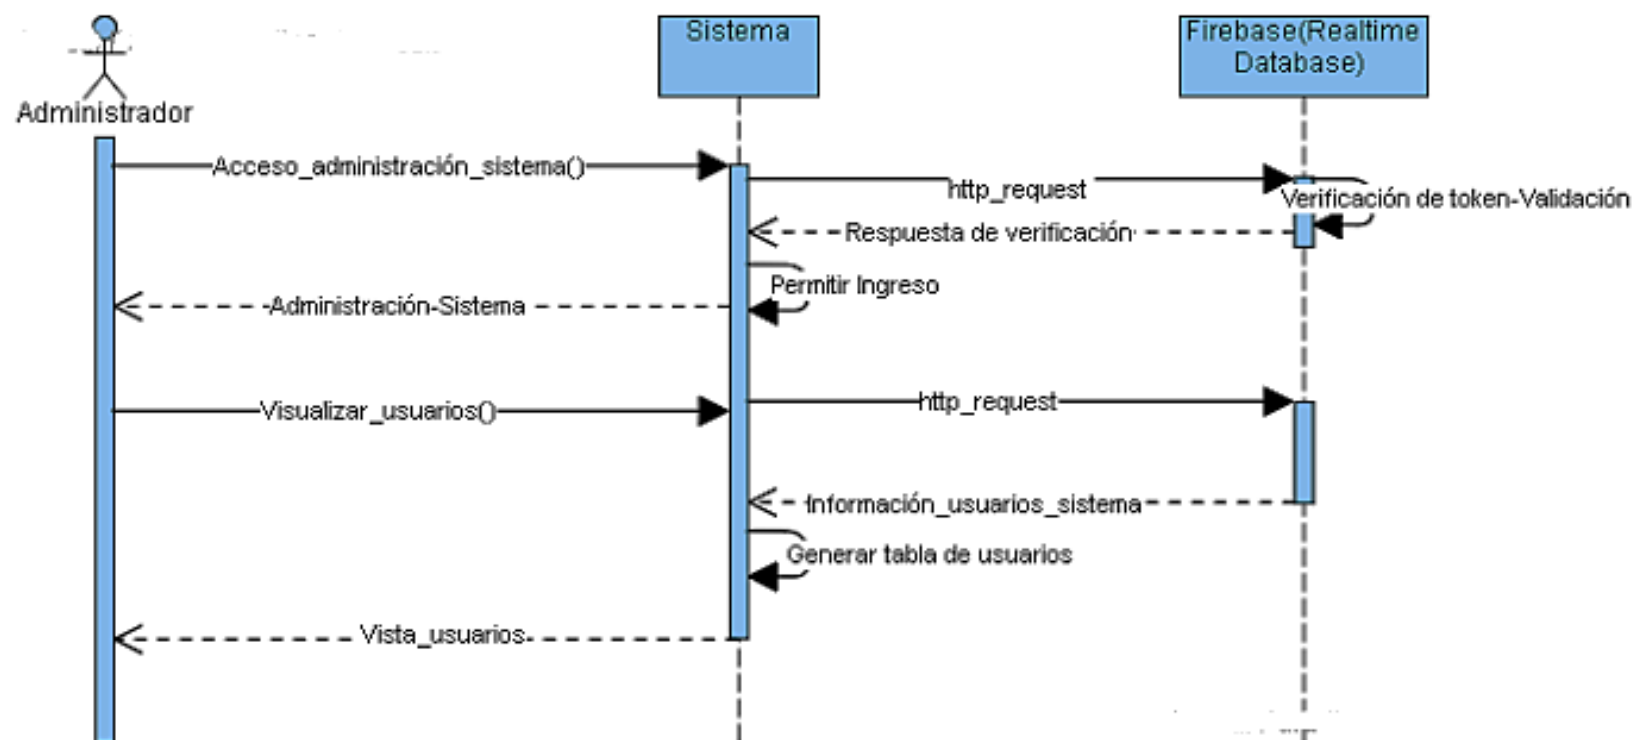 Sistema
Firebase(Realtime
Database)
Administrador
Acceso_administración_sistema()
http_request
Verificación de token-Validación
Respuesta de verificación
Permitir Ingreso
Administración-Sistema
Visualizar_usuarios()
http_request
Información_usuarios_sistema
Generar tabla de usuarios
Vista_usuarios